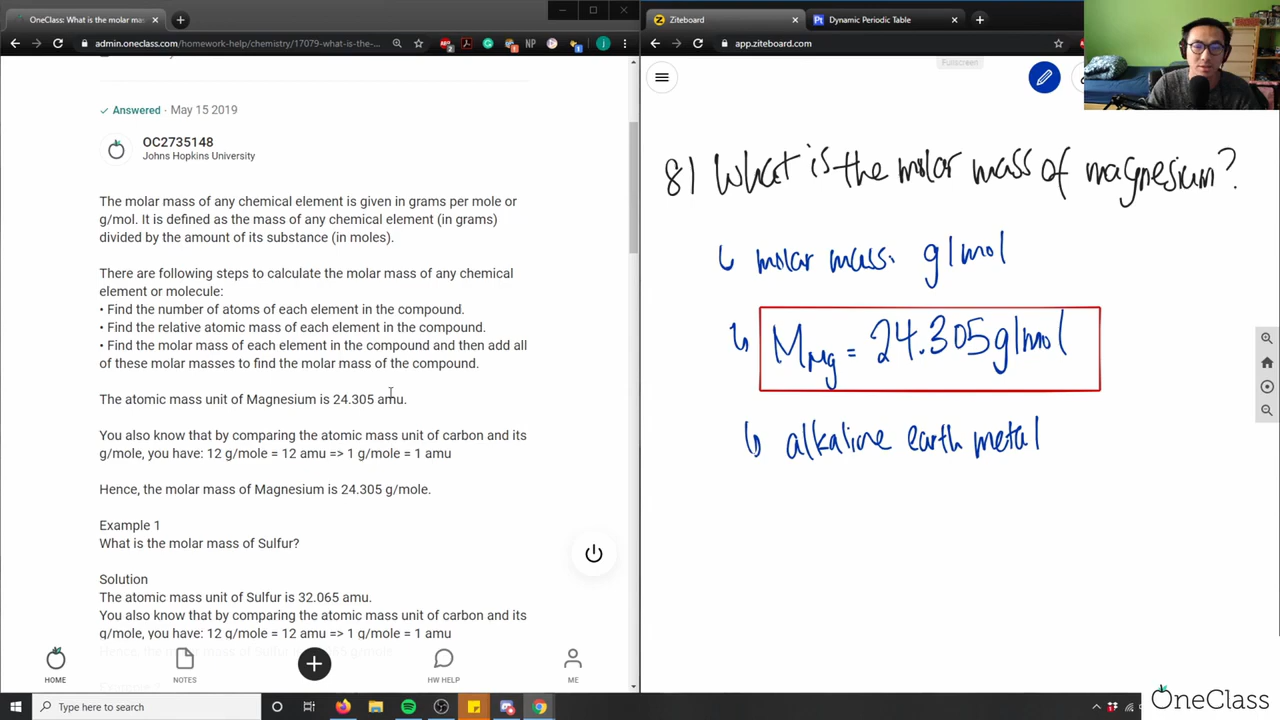 OneClass: What is the molar mas
Ziteboard
Dynamic Periodic Table
admin.oneclass.com/homework-help/chemistry/17079-what-is-the-...
NP
j
app.ziteboard.com
Fullscreen
Answered · May 15 2019
OC2735148
Johns Hopkins University
The molar mass of any chemical element is given in grams per mole or
g/mol. It is defined as the mass of any chemical element (in grams)
divided by the amount of its substance (in moles).
There are following steps to calculate the molar mass of any chemical
element or molecule:
• Find the number of atoms of each element in the compound.
• Find the relative atomic mass of each element in the compound.
• Find the molar mass of each element in the compound and then add all
of these molar masses to find the molar mass of the compound.
The atomic mass unit of Magnesium is 24.305 amu.
You also know that by comparing the atomic mass unit of carbon and its
g/mole, you have: 12 g/mole = 12 amu => 1 g/mole = 1 amu
Hence, the molar mass of Magnesium is 24.305 g/mole.
Example 1
What is the molar mass of Sulfur?
Solution
The atomic mass unit of Sulfur is 32.065 amu.
You also know that by comparing the atomic mass unit of carbon and its
g/mole, you have: 12 g/mole = 12 amu => 1 g/mole = 1 amu
HOME
NOTES
HW HELP
ME
8) What is the molar mass of magnesium?
molar mass: g/mol
M Mg = 24.305g/mol
alkaline earth metal
Type here to search
OneClass